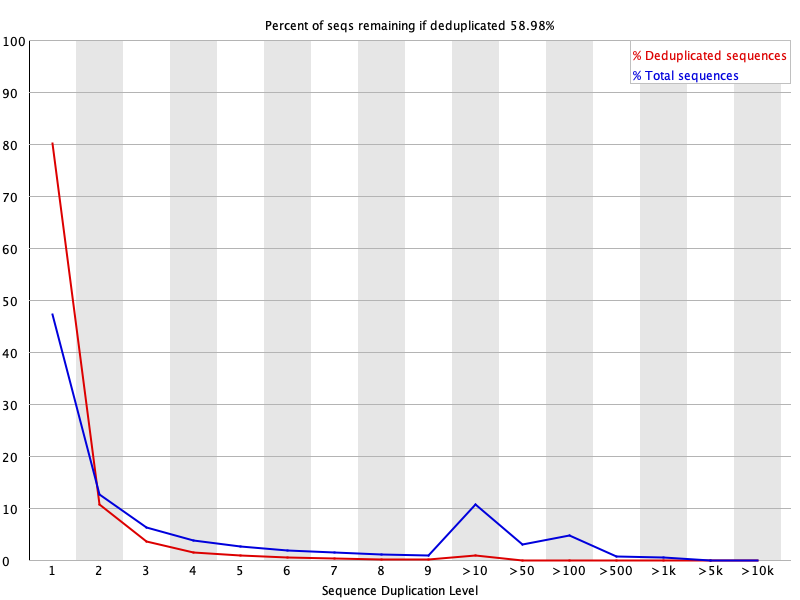 Percent of seqs remaining if deduplicated 58.98%
% Deduplicated sequences
% Total sequences
100
90
80
70
60
50
40
30
20
10
0
1 2 3 4 5 6 7 8 9 >10 >50 >100 >500 >1k >5k >10k
Sequence Duplication Level